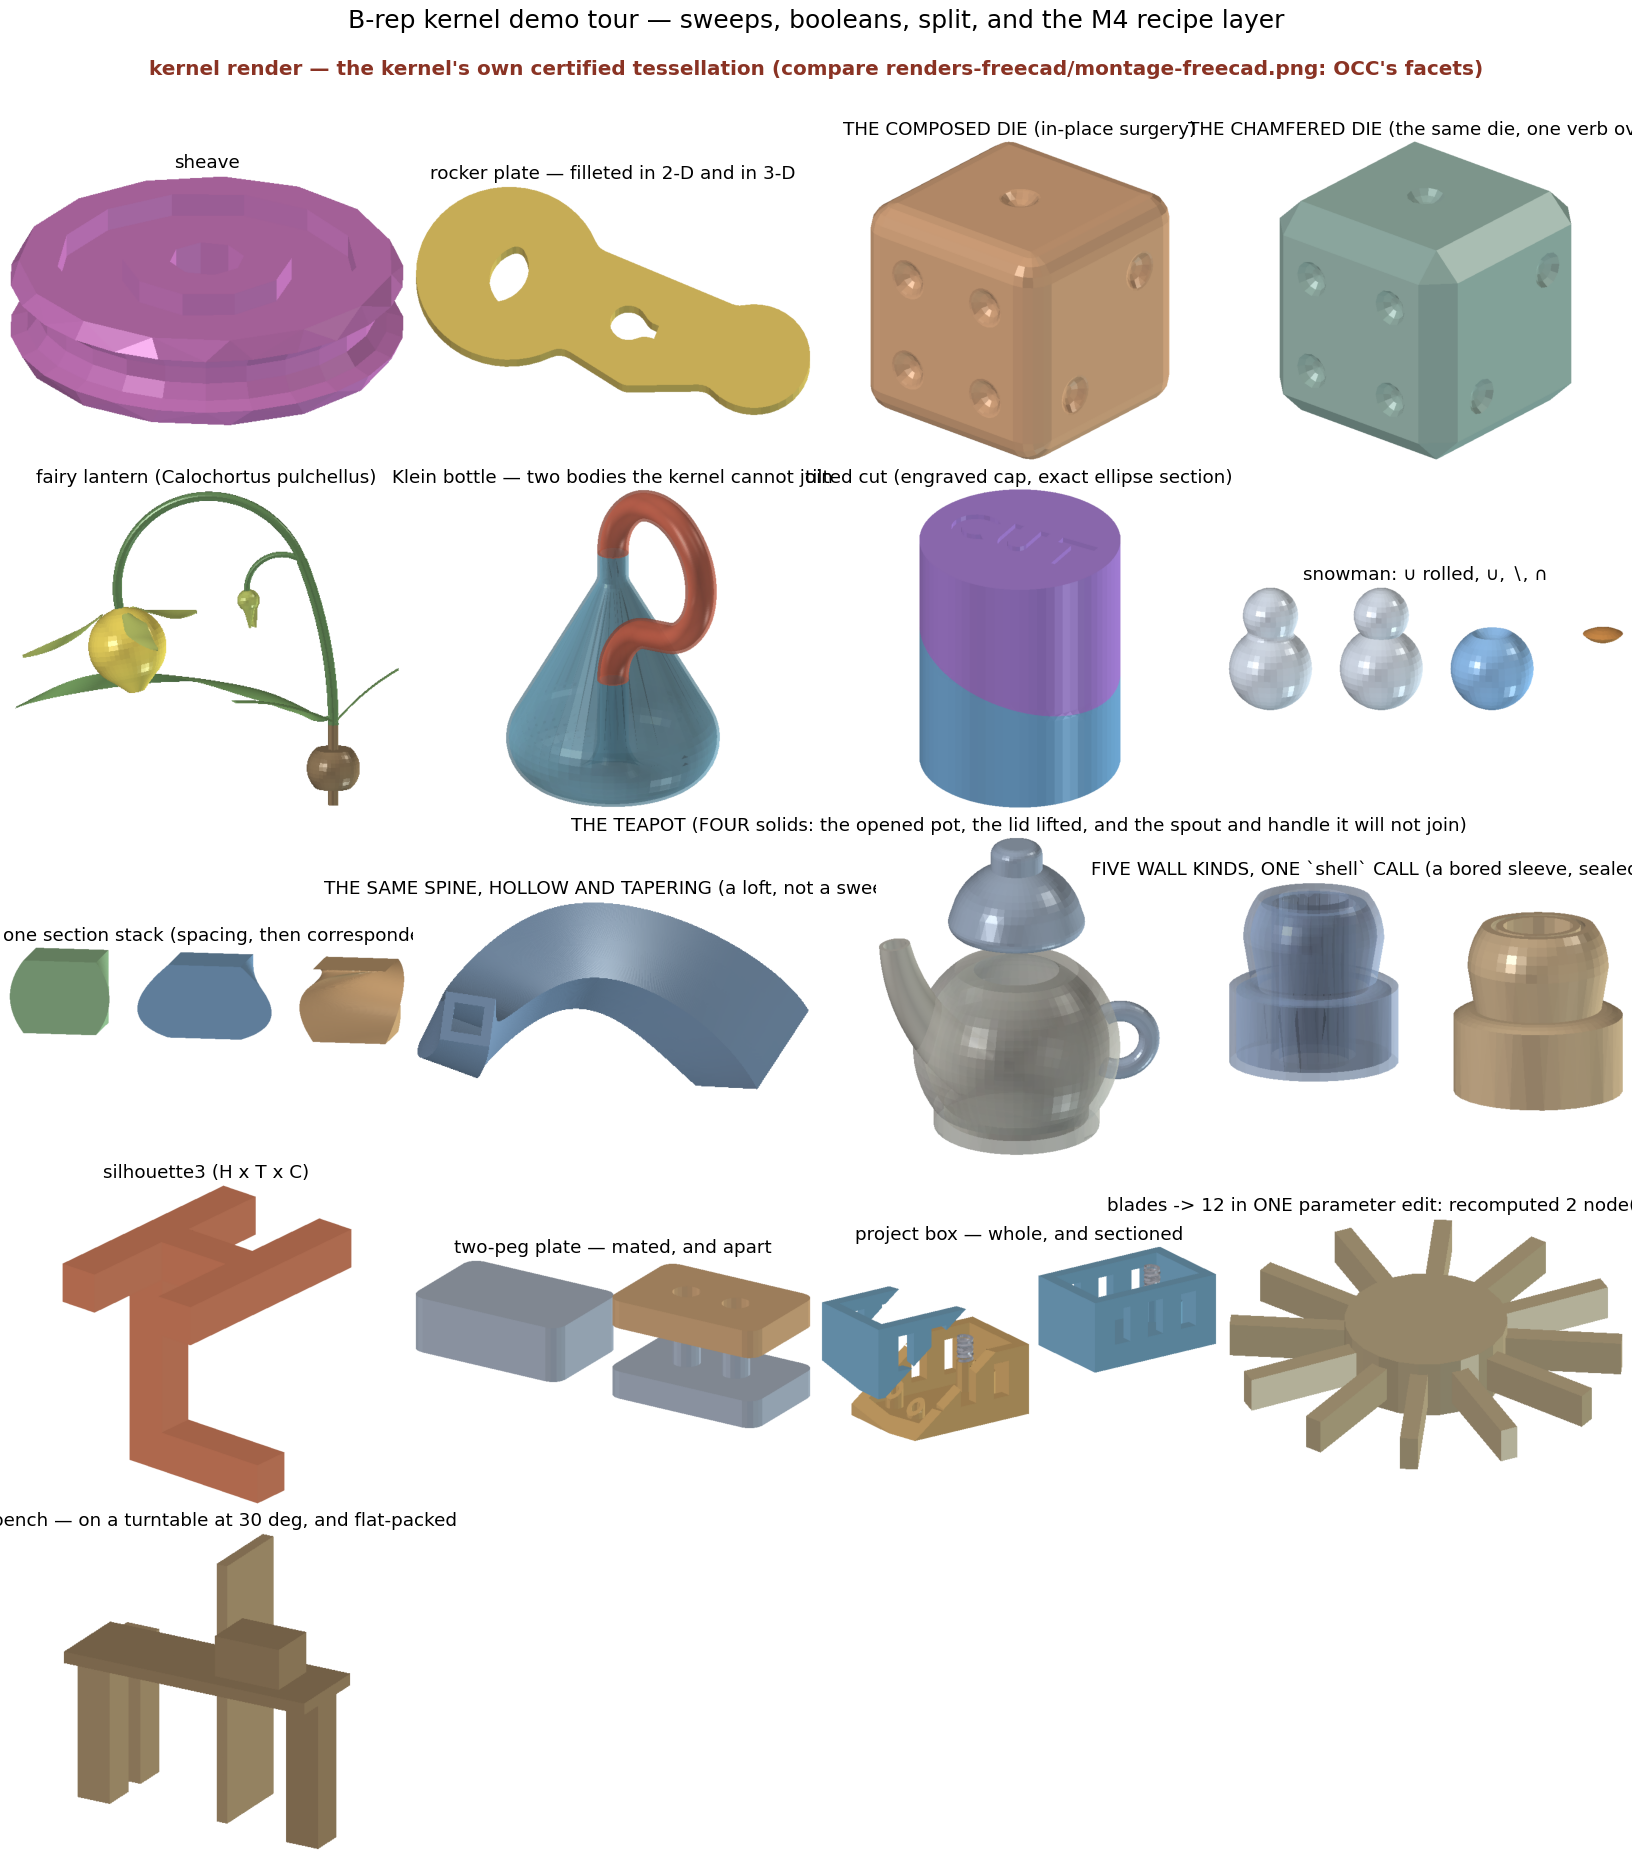 B-rep kernel demo tour — sweeps, booleans, split, and the M4 recipe layer
kernel render — the kernel's own certified tessellation (compare renders-freecad/montage-freecad.png: OCC's facets)
THE COMPOSED DIE (in-place surgery)
THE CHAMFERED DIE (the same die, one verb ov
sheave
rocker plate — filleted in 2-D and in 3-D
fairy lantern (Calochortus pulchellus)
Klein bottle — two bodies the kernel cannot join
tilted cut (engraved cap, exact ellipse section)
CUT
snowman: ∪ rolled, ∪, \, ∩
THE TEAPOT (FOUR solids: the opened pot, the lid lifted, and the spout and handle it will not join)
FIVE WALL KINDS, ONE `shell` CALL (a bored sleeve, sealed
THE SAME SPINE, HOLLOW AND TAPERING (a loft, not a swee
one section stack (spacing, then corresponde
silhouette3 (H x T x C)
blades -> 12 in ONE parameter edit: recomputed 2 node(
project box — whole, and sectioned
two-peg plate — mated, and apart
bench — on a turntable at 30 deg, and flat-packed